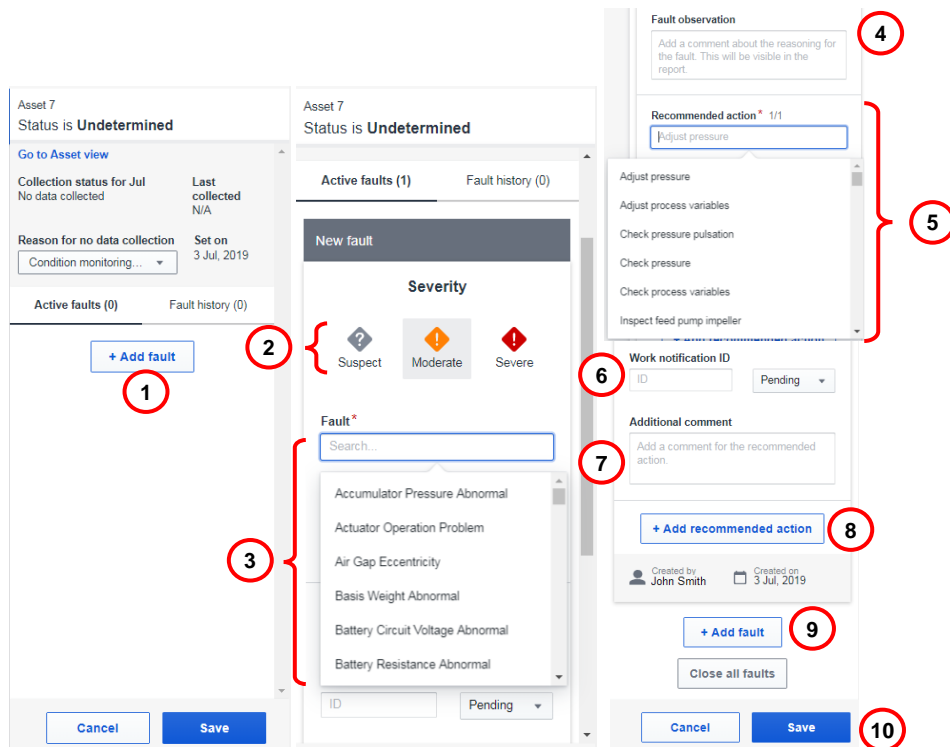 Asset 7
Status is Undetermined
Go to Asset view
Collection status for Jul
No data collected
Last
collected
N/A
Reason for no data collection
Condition monitoring...
Set on
3 Jul, 2019
Active faults (0)
Fault history (0)
+ Add fault
1
Cancel
Save
Asset 7
Status is Undetermined
Active faults (1)
Fault history (0)
New fault
Severity
2
?
!
!
Suspect
Moderate
Severe
Fault*
Search...
3
Accumulator Pressure Abnormal
Actuator Operation Problem
Air Gap Eccentricity
Basis Weight Abnormal
Battery Circuit Voltage Abnormal
Battery Resistance Abnormal
ID
Pending
Fault observation
4
Add a comment about the reasoning for
the fault. This will be visible in the
report.
Recommended action* 1/1
Adjust pressure
5
Adjust pressure
Adjust process variables
Check pressure pulsation
Check pressure
Check process variables
Inspect feed pump impeller
+ Add recommended action
Work notification ID
6
ID
Pending
Additional comment
7
Add a comment for the recommended
action.
+ Add recommended action
8
Created by
John Smith
Created on
3 Jul, 2019
+ Add fault
9
Close all faults
Cancel
Save
10